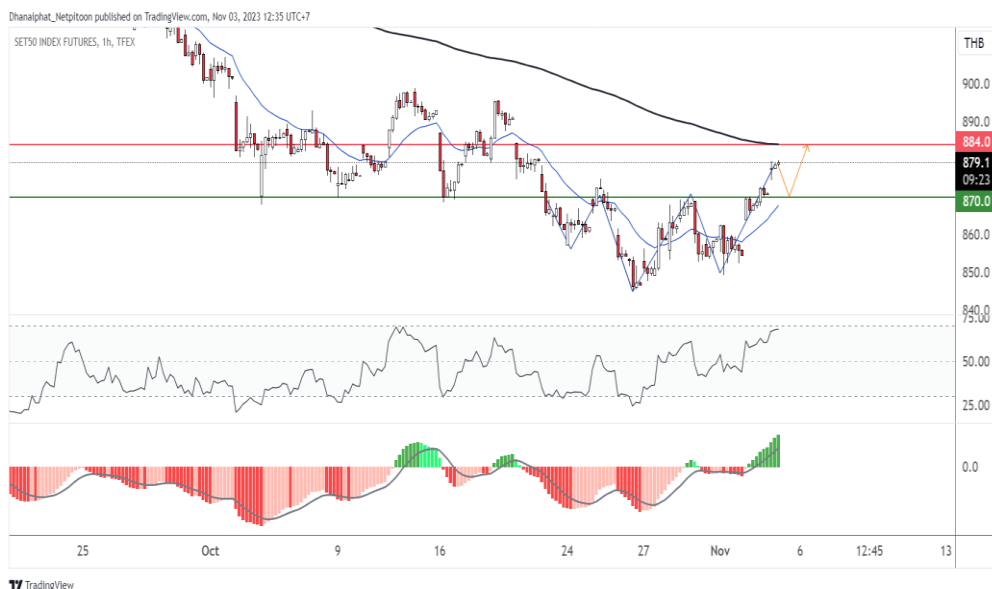 Dhanalphat_Netpitoon published on TradingView.com, Nov 03, 2023 12:35 UTC+7
SET50 INDEX FUTURES, 1h, TFEX
THB
900.0
890.0
884.0
879.1
09:23
870.0
860.0
850.0
840.0
75.00
50.00
25.00
0.0
25 Oct 9 16 24 27 Nov 6 12:45 13
TradingView